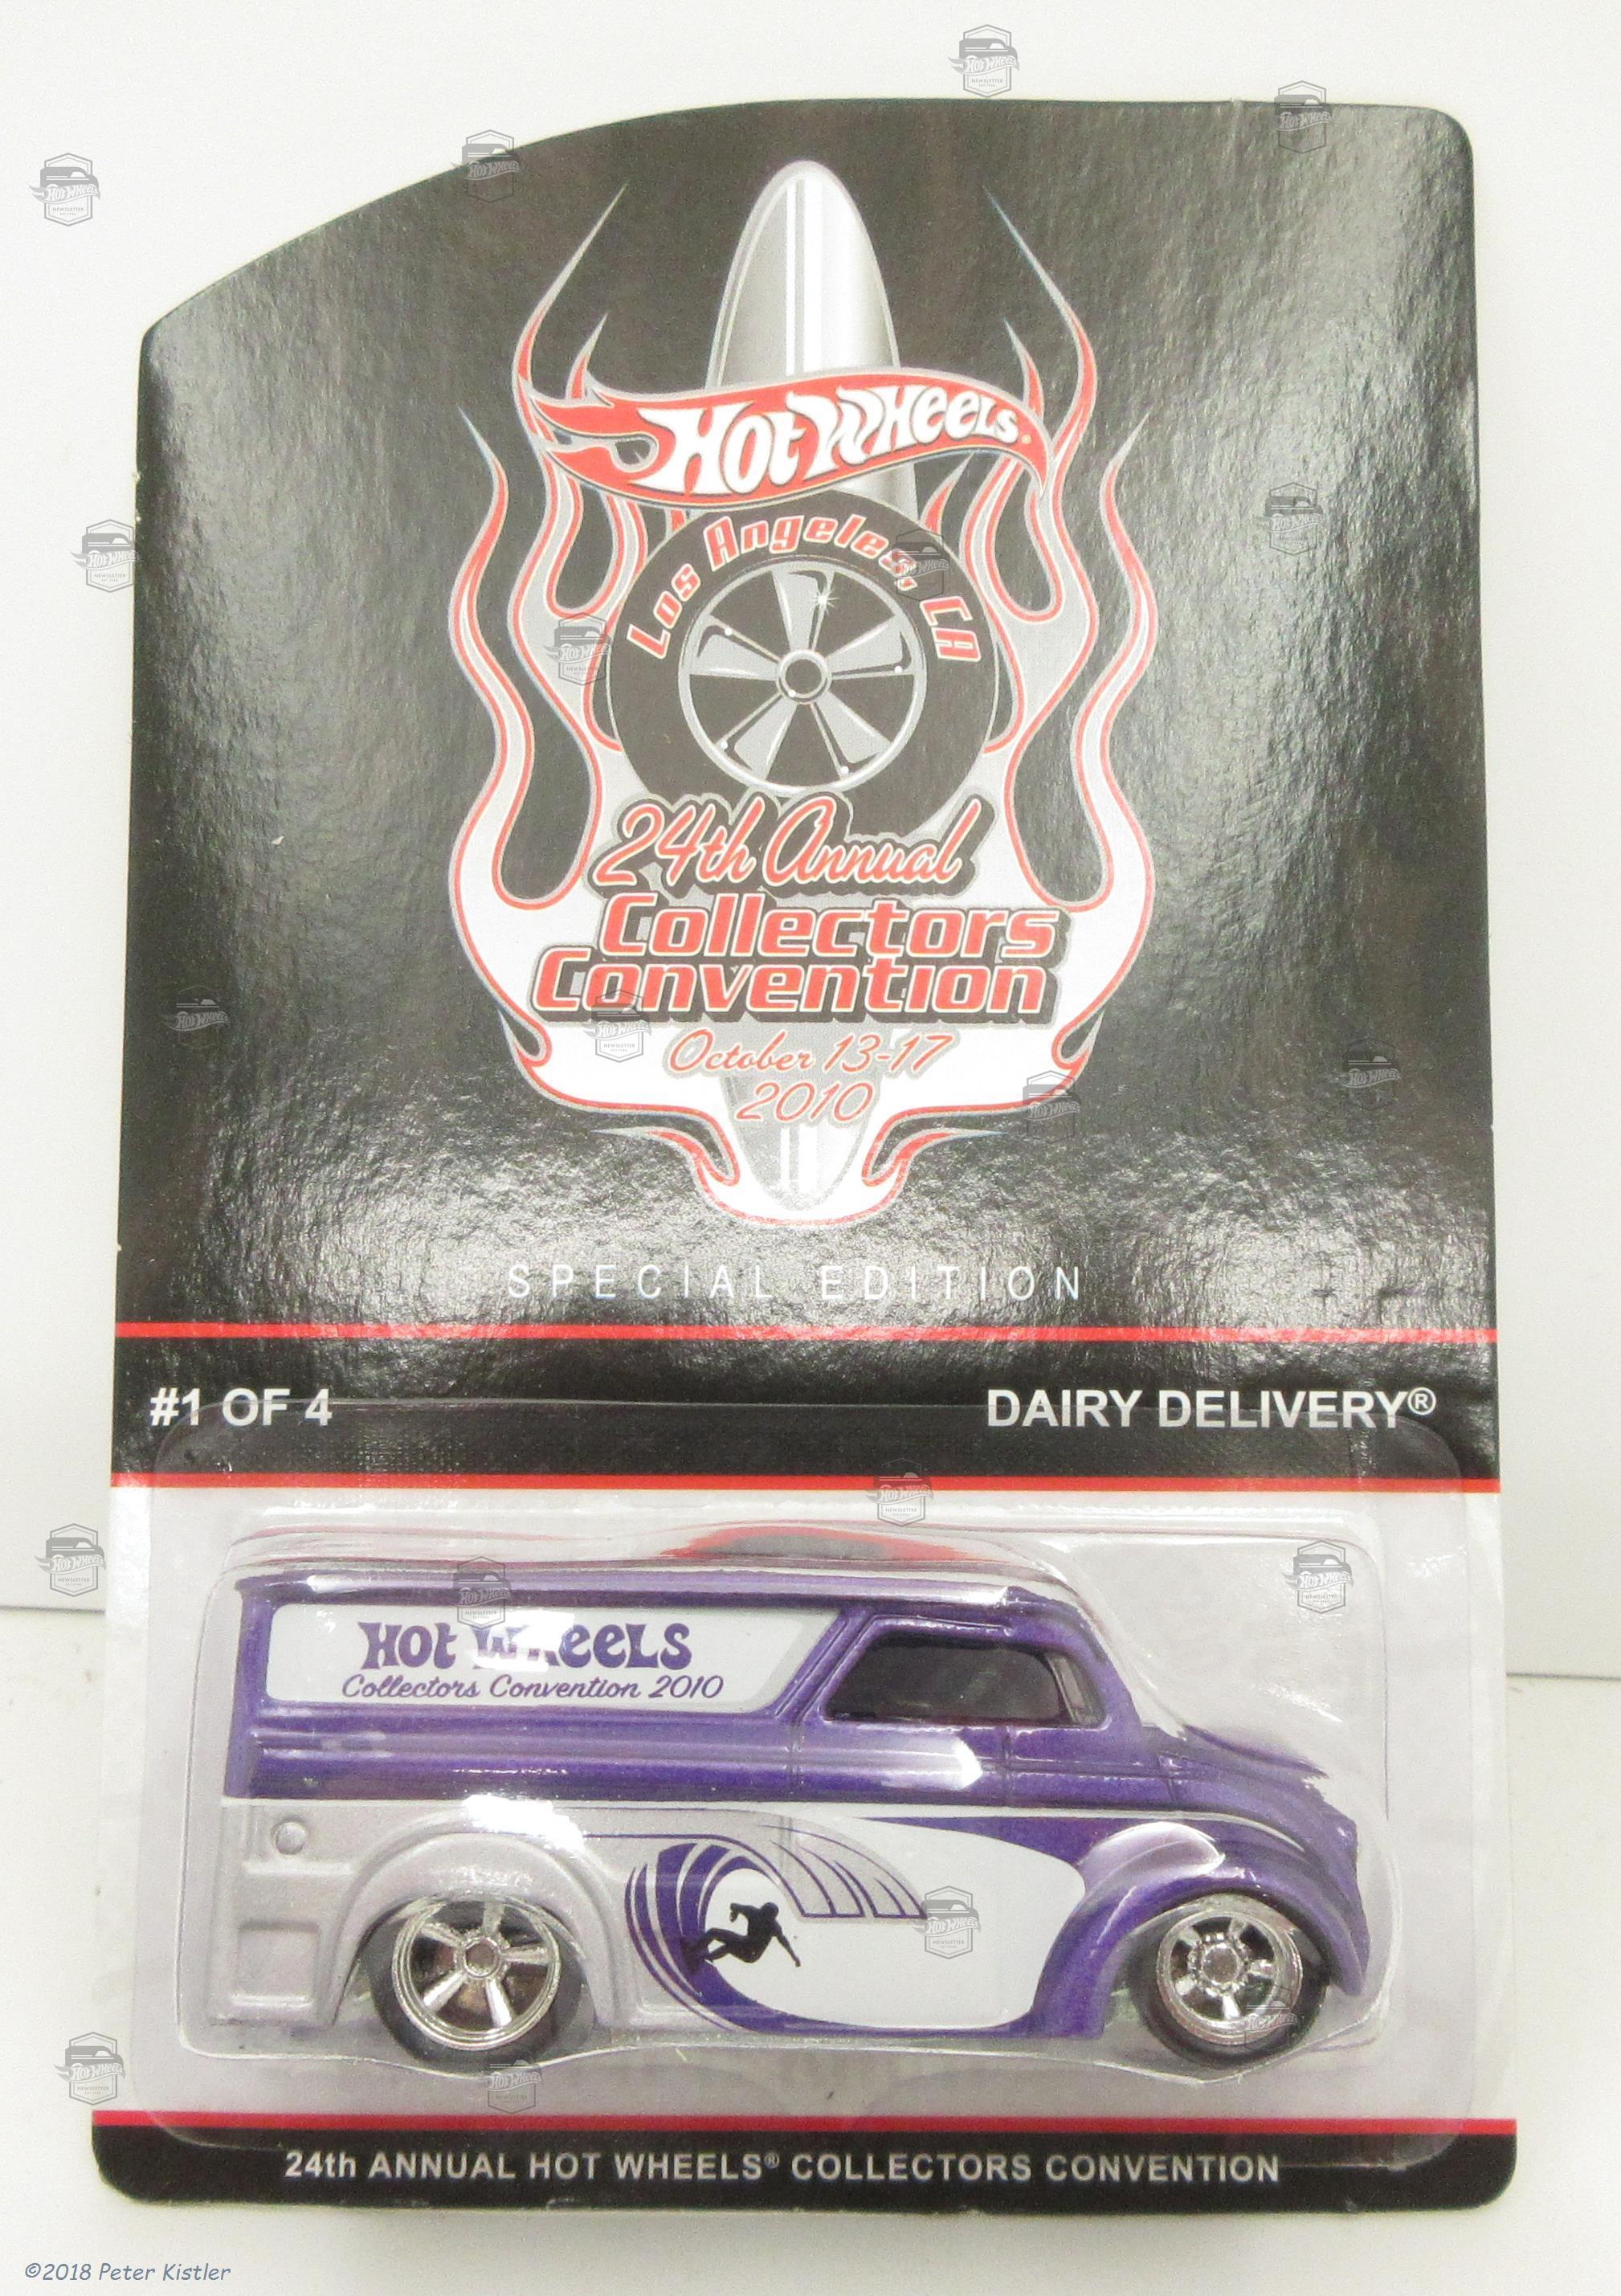 Hot Wheels
Los Angeles, CA
24th Annual
Collectors
Convention
October 13-17
2010
SPECIAL EDITION
#1 OF 4
DAIRY DELIVERY®
Hot Wheels
Collectors Convention 2010
24th ANNUAL HOT WHEELS® COLLECTORS CONVENTION
©2018 Peter Kistler